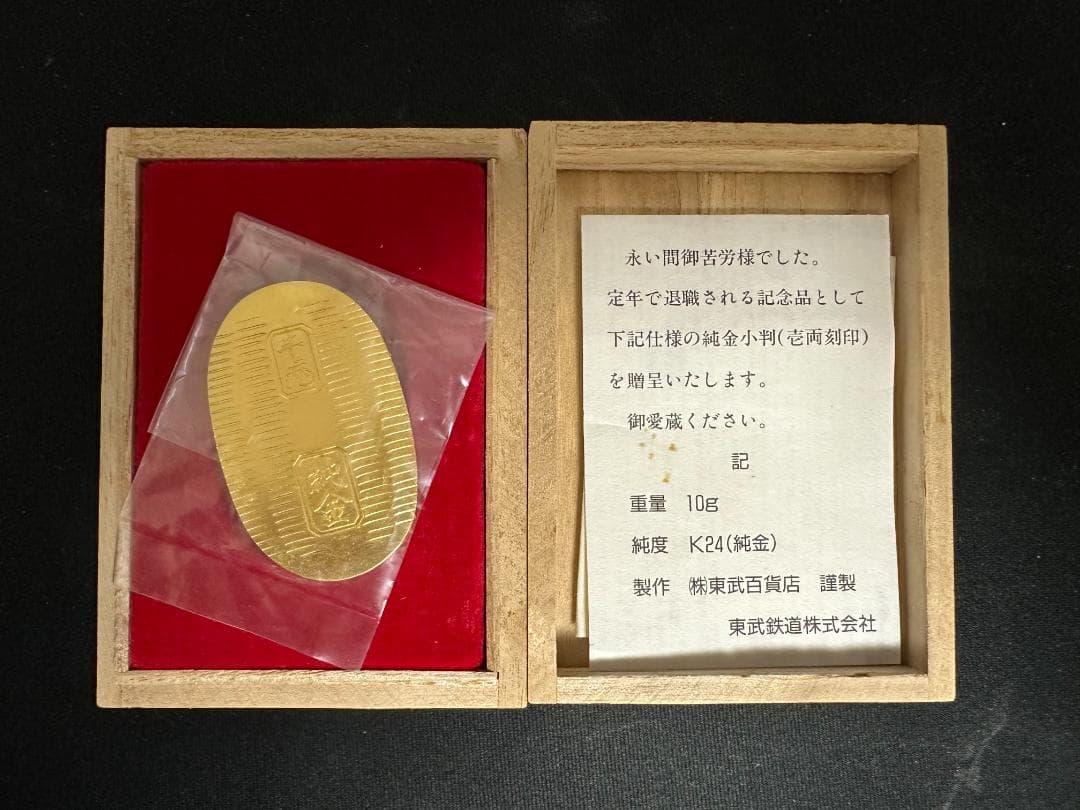 純金
永い間御苦労様でした。
定年で退職される記念品として
下記仕様の純金小判(壱両刻印)
を贈呈いたします。
御愛蔵ください。
記
重量 10g
純度 K24(純金)
製作 ㈱東武百貨店 謹製
東武鉄道株式会社